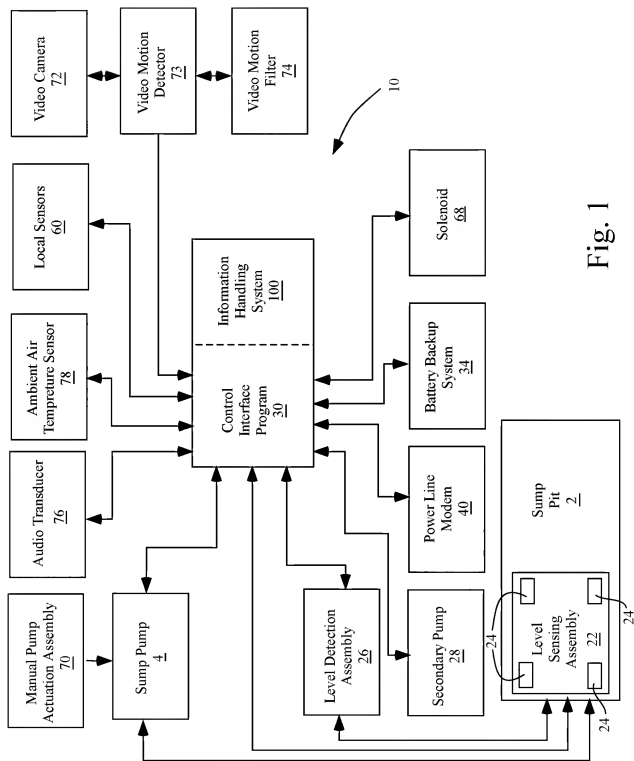 Manual Pump
Actuation Assembly
70
Audio Transducer
76
Ambient Air
Tempreture Sensor
78
Local Sensors
60
Video Camera
72
Video Motion
Detector
73
Video Motion
Filter
74
10
Sump Pump
4
Control
Interface
Program
30
Information
Handling
System
100
Level Detection
Assembly
26
Secondary Pump
28
Power Line
Modem
40
Battery Backup
System
34
Solenoid
68
Sump
Pit
2
Level
Sensing
Assembly
22
24
24
24
Fig. 1